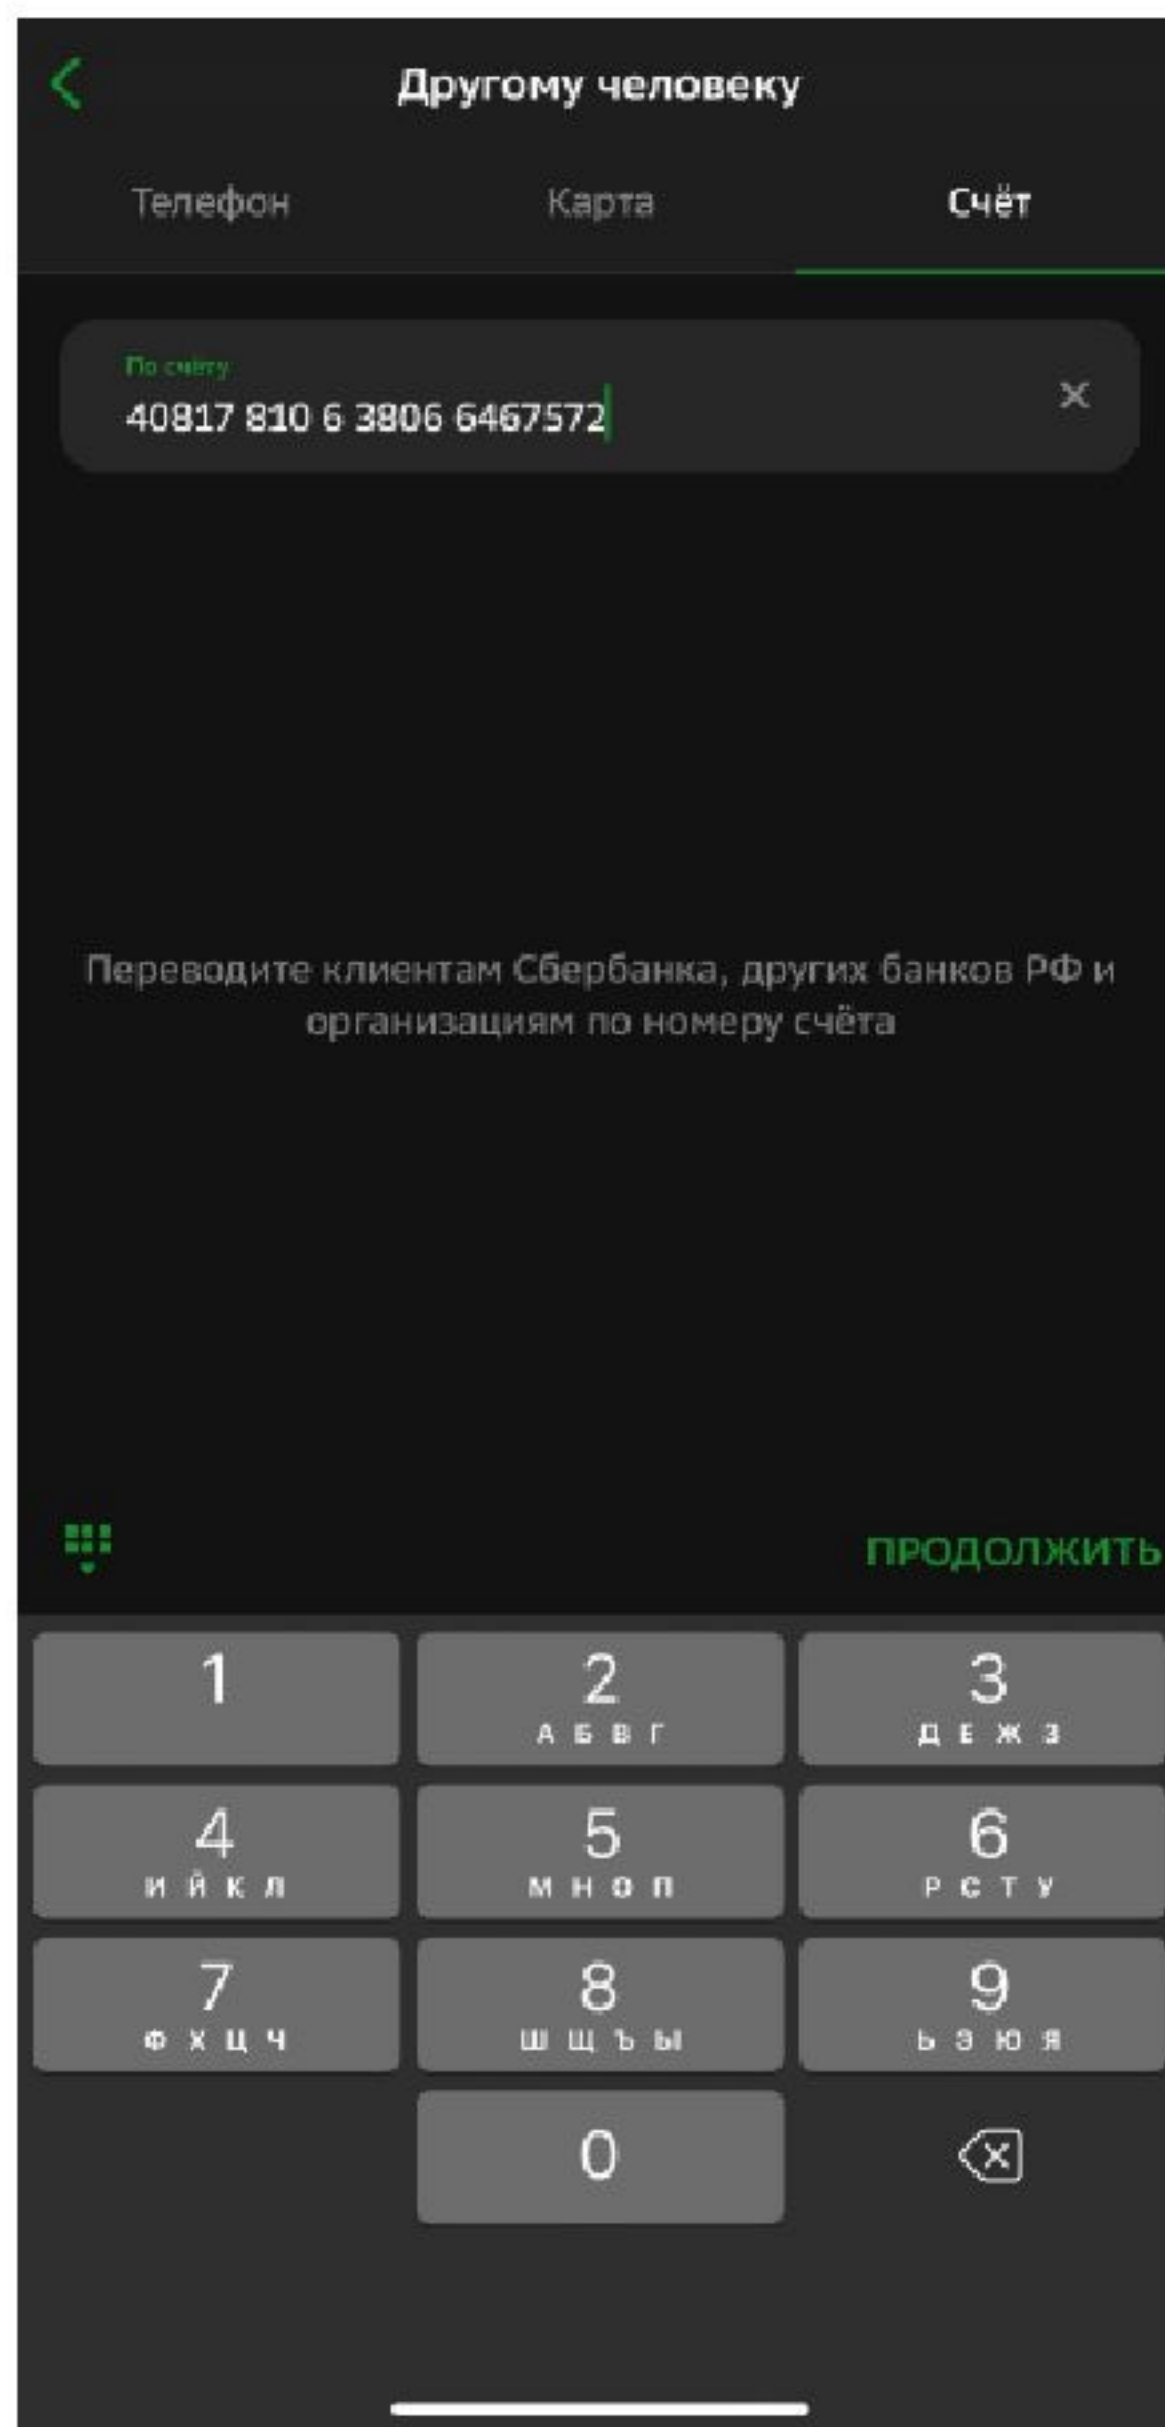 Другому человеку
Телефон Карта Счёт
По счёту
40817 810 6 3806 6467572
Переводите клиентам Сбербанка, других банков РФ и
организациям по номеру счёта
ПРОДОЛЖИТЬ
1 2 3
А Б В Г Д Е Ж З
4 5 6
И Й К Л М Н О П Р С Т У
7 8 9
Ф Х Ц Ч Ш Щ Ъ Ы Ь Э Ю Я
0